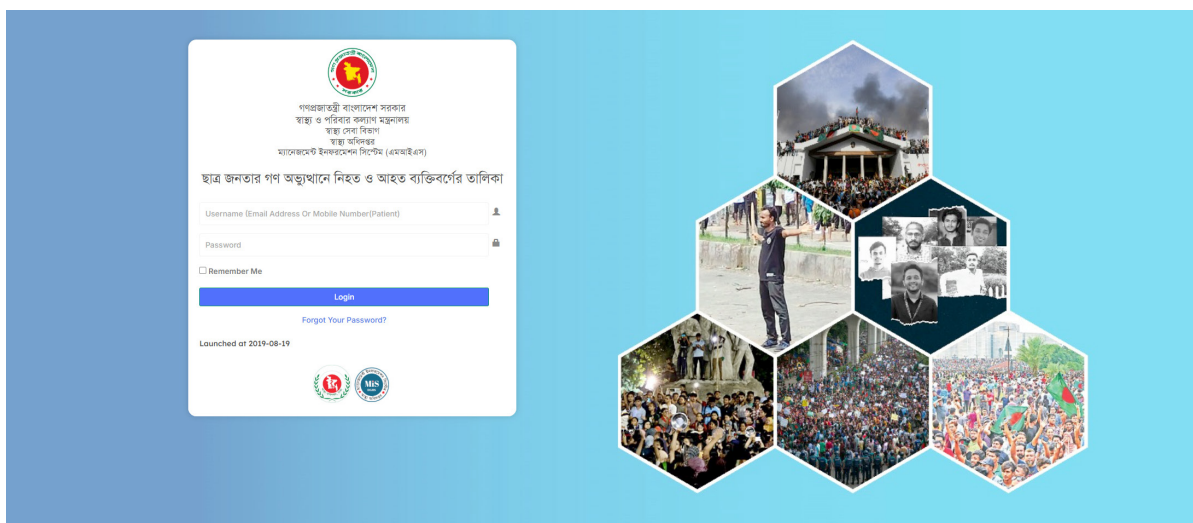 গণপ্রজাতন্ত্রী বাংলাদেশ সরকার
স্বাস্থ্য ও পরিবার কল্যাণ মন্ত্রনালয়
স্বাস্থ্য সেবা বিভাগ
স্বাস্থ্য অধিদপ্তর
ম্যানেজমেন্ট ইনফরমেশন সিস্টেম (এমআইএস)
ছাত্র জনতার গণ অভ্যুত্থানে নিহত ও আহত ব্যক্তিবর্গের তালিকা
Username (Email Address Or Mobile Number(Patient)
Password
Remember Me
Login
Forgot Your Password?
Launched at 2019-08-19
MIS